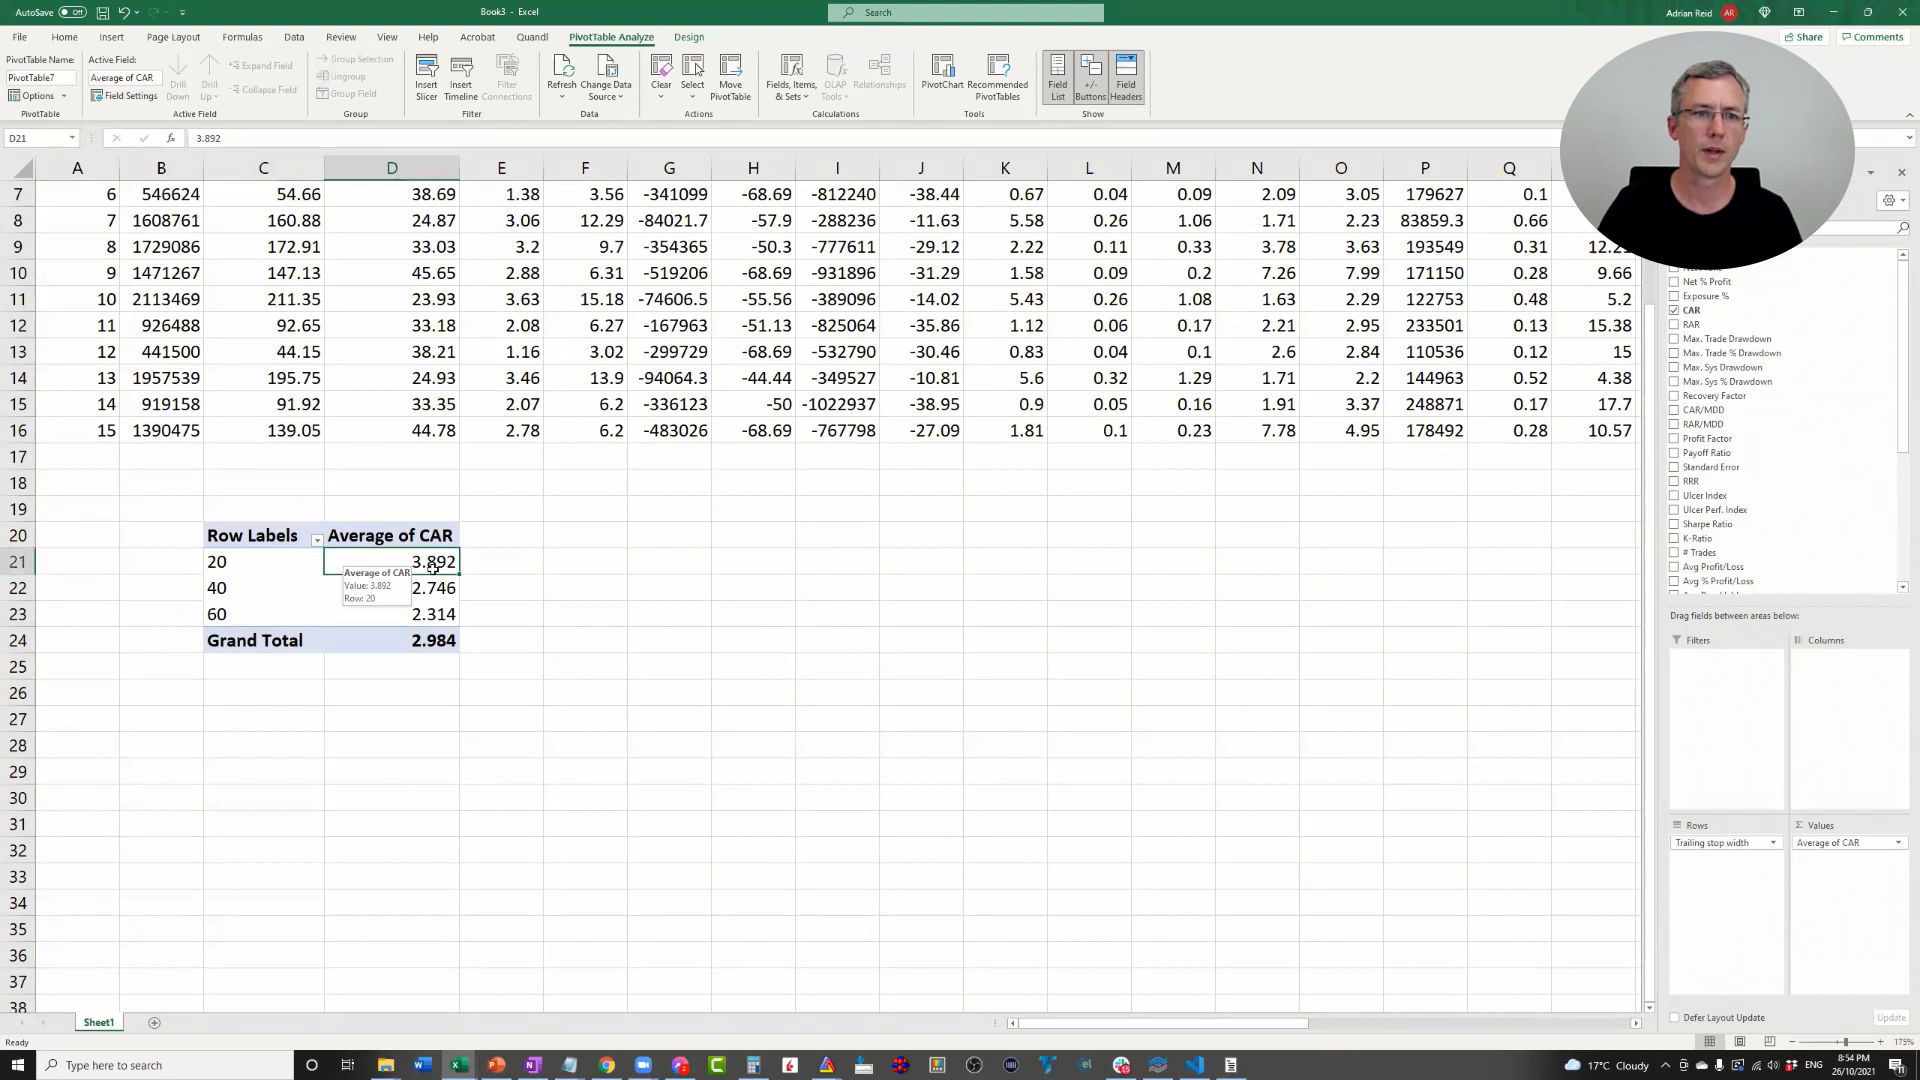 AutoSave Off
Book3 - Excel
Search
Adrian Reid AR
File Home Insert Page Layout Formulas Data Review View Help Acrobat Quandl PivotTable Analyze Design
Share Comments
PivotTable Name:
PivotTable7
Options
PivotTable
Active Field:
Average of CAR
Field Settings
Drill Down
Drill Up
Expand Field
Collapse Field
Active Field
Group Selection
Ungroup
Group Field
Group
Insert Slicer
Insert Timeline
Filter Connections
Filter
Refresh
Change Data Source
Data
Clear
Select
Move PivotTable
Actions
Fields, Items, & Sets
OLAP Tools
Relationships
Calculations
PivotChart
Recommended PivotTables
Tools
Field List
+/- Buttons
Field Headers
Show
D21
fx
3.892
A B C D E F G H I J K L M N O P Q
7 6 546624 54.66 38.69 1.38 3.56 -341099 -68.69 -812240 -38.44 0.67 0.04 0.09 2.09 3.05 179627 0.1
8 7 1608761 160.88 24.87 3.06 12.29 -84021.7 -57.9 -288236 -11.63 5.58 0.26 1.06 1.71 2.23 83859.3 0.66
9 8 1729086 172.91 33.03 3.2 9.7 -354365 -50.3 -777611 -29.12 2.22 0.11 0.33 3.78 3.63 193549 0.31
10 9 1471267 147.13 45.65 2.88 6.31 -519206 -68.69 -931896 -31.29 1.58 0.09 0.2 7.26 7.99 171150 0.28 9.66
11 10 2113469 211.35 23.93 3.63 15.18 -74606.5 -55.56 -389096 -14.02 5.43 0.26 1.08 1.63 2.29 122753 0.48 5.2
12 11 926488 92.65 33.18 2.08 6.27 -167963 -51.13 -825064 -35.86 1.12 0.06 0.17 2.21 2.95 233501 0.13 15.38
13 12 441500 44.15 38.21 1.16 3.02 -299729 -68.69 -532790 -30.46 0.83 0.04 0.1 2.6 2.84 110536 0.12 15
14 13 1957539 195.75 24.93 3.46 13.9 -94064.3 -44.44 -349527 -10.81 5.6 0.32 1.29 1.71 2.2 144963 0.52 4.38
15 14 919158 91.92 33.35 2.07 6.2 -336123 -50 -1022937 -38.95 0.9 0.05 0.16 1.91 3.37 248871 0.17 17.7
16 15 1390475 139.05 44.78 2.78 6.2 -483026 -68.69 -767798 -27.09 1.81 0.1 0.23 7.78 4.95 178492 0.28 10.57
17
18
19
20 Row Labels Average of CAR
21 20 3.892
Average of CAR
Value: 3.892
Row: 20
22 40 2.746
23 60 2.314
24 Grand Total 2.984
25
26
27
28
29
30
31
32
33
34
35
36
37
38
Net % Profit
Exposure %
CAR
RAR
Max. Trade Drawdown
Max. Trade % Drawdown
Max. Sys Drawdown
Max. Sys % Drawdown
Recovery Factor
CAR/MDD
RAR/MDD
Profit Factor
Payoff Ratio
Standard Error
RRR
Ulcer Index
Ulcer Perf. Index
Sharpe Ratio
K-Ratio
# Trades
Avg Profit/Loss
Avg % Profit/Loss
Drag fields between areas below:
Filters
Columns
Rows
Σ Values
Trailing stop width
Average of CAR
Defer Layout Update
Update
Sheet1
Ready
175%
Type here to search
17°C Cloudy
ENG
8:54 PM
26/10/2021